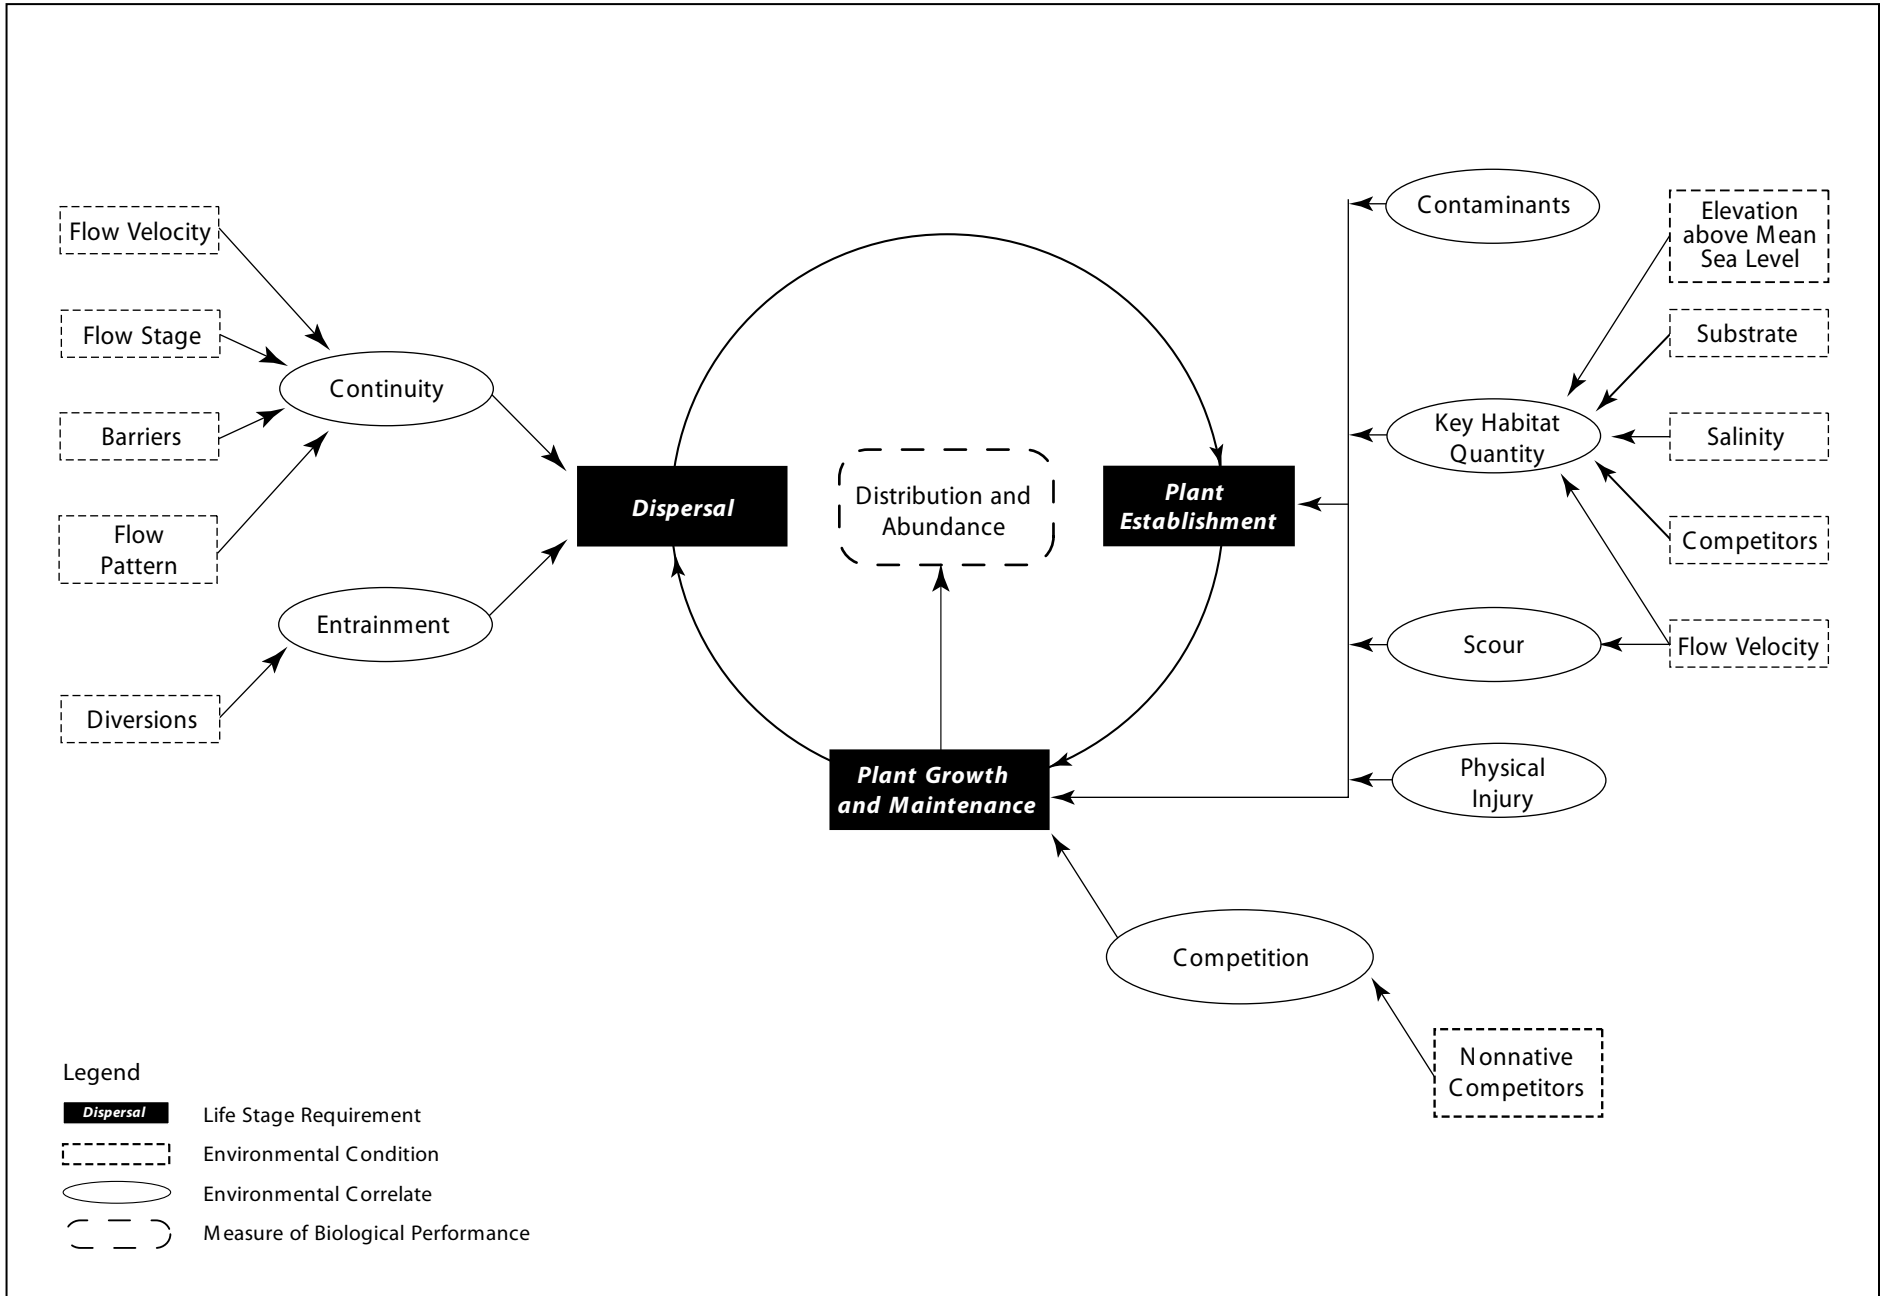 Flow Velocity
Flow Stage
Barriers
Flow
Pattern
Diversions
Continuity
Entrainment
Dispersal
Distribution and
Abundance
Plant
Establishment
Plant Growth
and Maintenance
Contaminants
Key Habitat
Quantity
Scour
Physical
Injury
Elevation
above Mean
Sea Level
Substrate
Salinity
Competitors
Flow Velocity
Competition
Nonnative
Competitors
Legend
Dispersal
Life Stage Requirement
Environmental Condition
Environmental Correlate
Measure of Biological Performance